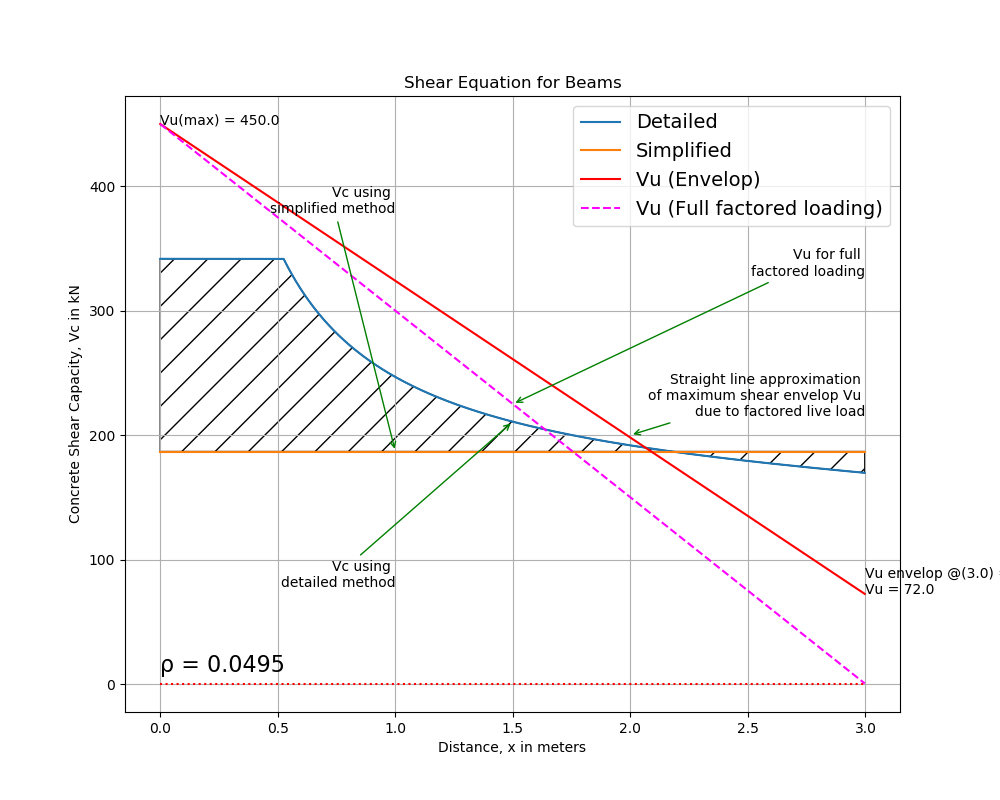 Shear Equation for Beams
Vu(max) = 450.0
Detailed
Simplified
Vu (Envelop)
Vu (Full factored loading)
Vc using
simplified method
Vu for full
factored loading
Straight line approximation
of maximum shear envelop Vu
due to factored live load
Vc using
detailed method
Vu envelop @(3.0)
Vu = 72.0
ρ = 0.0495
400
300
200
100
0
Concrete Shear Capacity, Vc in kN
0.0 0.5 1.0 1.5 2.0 2.5 3.0
Distance, x in meters